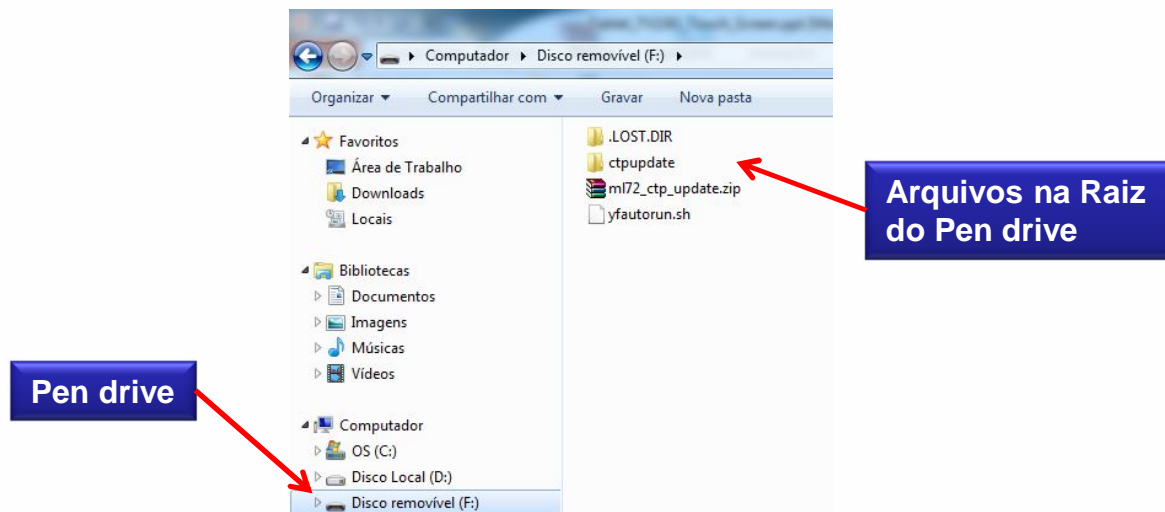 Computador ▸ Disco removível (F:) ▸
Organizar ▾ Compartilhar com ▾ Gravar Nova pasta
Favoritos
Área de Trabalho
Downloads
Locais
Bibliotecas
Documentos
Imagens
Músicas
Vídeos
Computador
OS (C:)
Disco Local (D:)
Disco removível (F:)
.LOST.DIR
ctpupdate
ml72_ctp_update.zip
yfautorun.sh
Arquivos na Raiz
do Pen drive
Pen drive